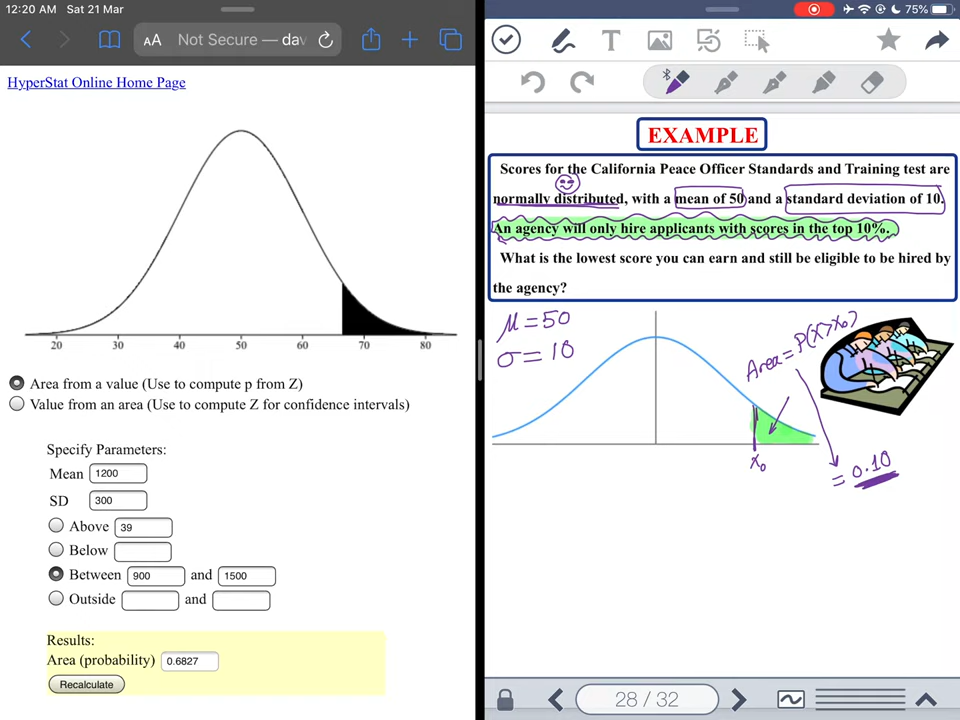 12:20 AM Sat 21 Mar
75%
AA Not Secure — dav
HyperStat Online Home Page
20 30 40 50 60 70 80
Area from a value (Use to compute p from Z)
Value from an area (Use to compute Z for confidence intervals)
Specify Parameters:
Mean 1200
SD 300
Above 39
Below
Between 900 and 1500
Outside and
Results:
Area (probability) 0.6827
Recalculate
T
EXAMPLE
Scores for the California Peace Officer Standards and Training test are
normally distributed, with a mean of 50 and a standard deviation of 10.
An agency will only hire applicants with scores in the top 10%.
What is the lowest score you can earn and still be eligible to be hired by
the agency?
μ = 50
σ = 10
Area = P(x > x₀)
= 0.10
x₀
28 / 32